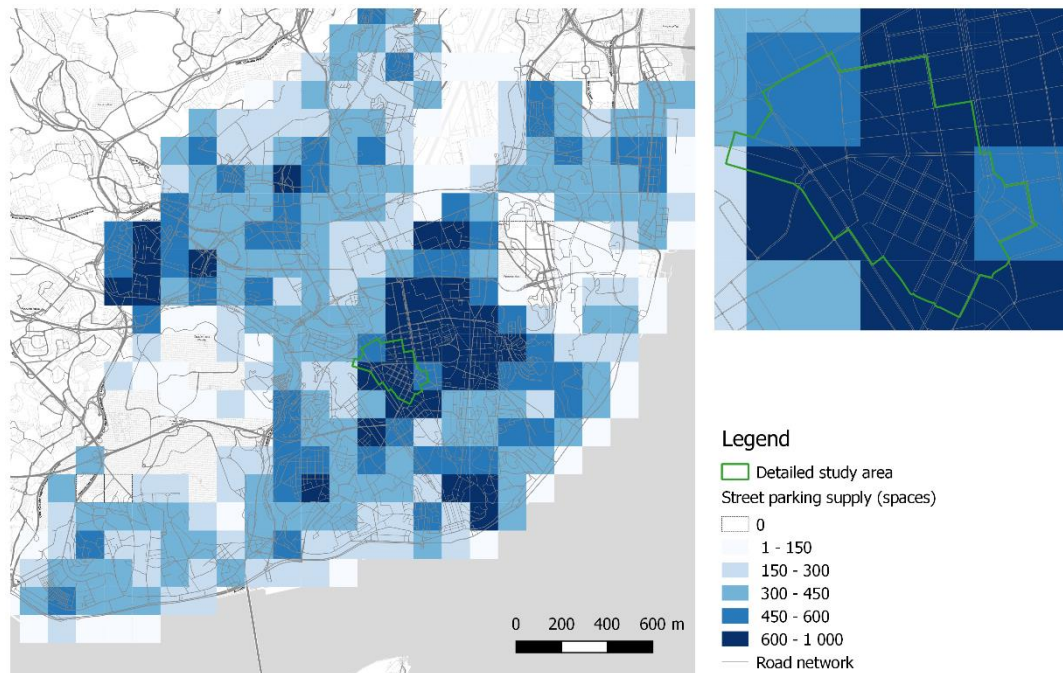 Legend
Detailed study area
Street parking supply (spaces)
0
1 - 150
150 - 300
300 - 450
450 - 600
600 - 1 000
Road network
0 200 400 600 m